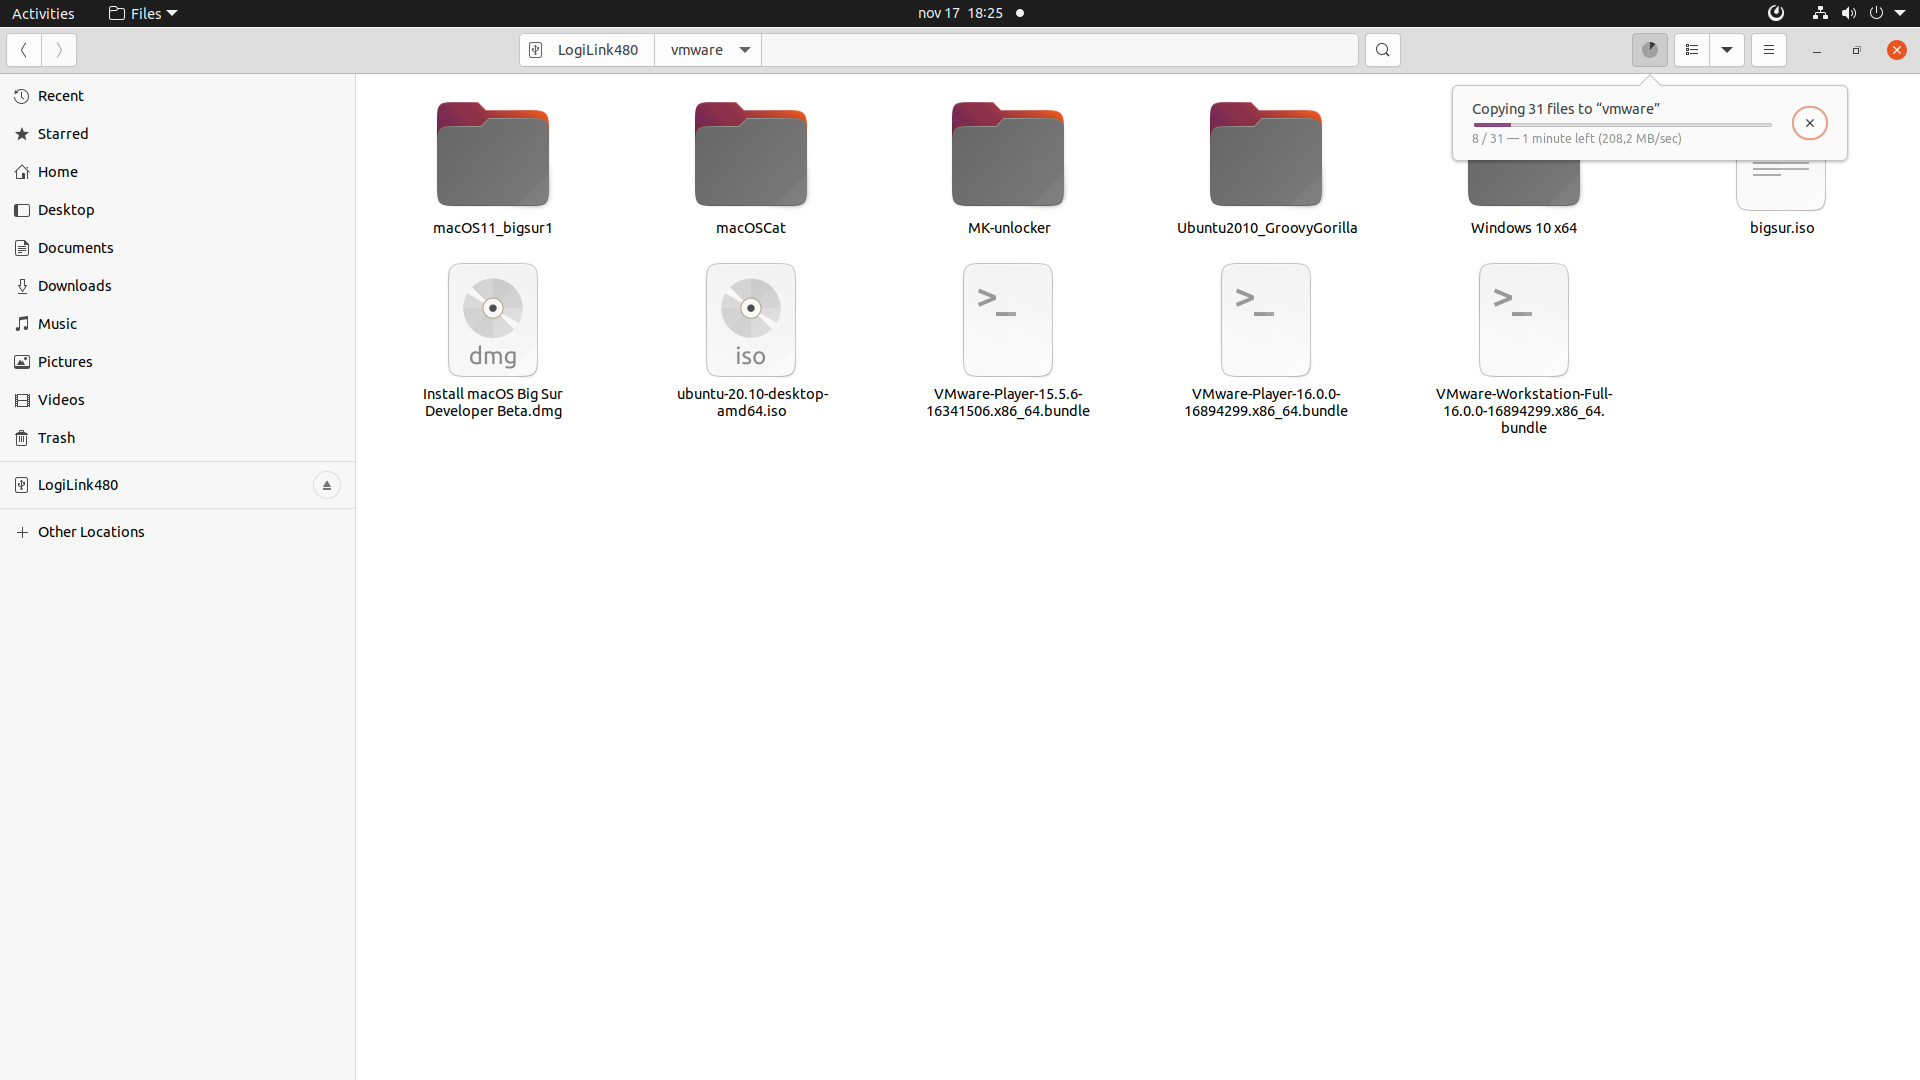 Activities
Files
nov 17 18:25
LogiLink480
vmware
Copying 31 files to “vmware”
8 / 31 — 1 minute left (208,2 MB/sec)
Recent
Starred
Home
Desktop
Documents
Downloads
Music
Pictures
Videos
Trash
LogiLink480
Other Locations
macOS11_bigsur1
macOSCat
MK-unlocker
Ubuntu2010_GroovyGorilla
Windows 10 x64
bigsur.iso
dmg
Install macOS Big Sur
Developer Beta.dmg
iso
ubuntu-20.10-desktop-
amd64.iso
>_
VMware-Player-15.5.6-
16341506.x86_64.bundle
>_
VMware-Player-16.0.0-
16894299.x86_64.bundle
>_
VMware-Workstation-Full-
16.0.0-16894299.x86_64.
bundle